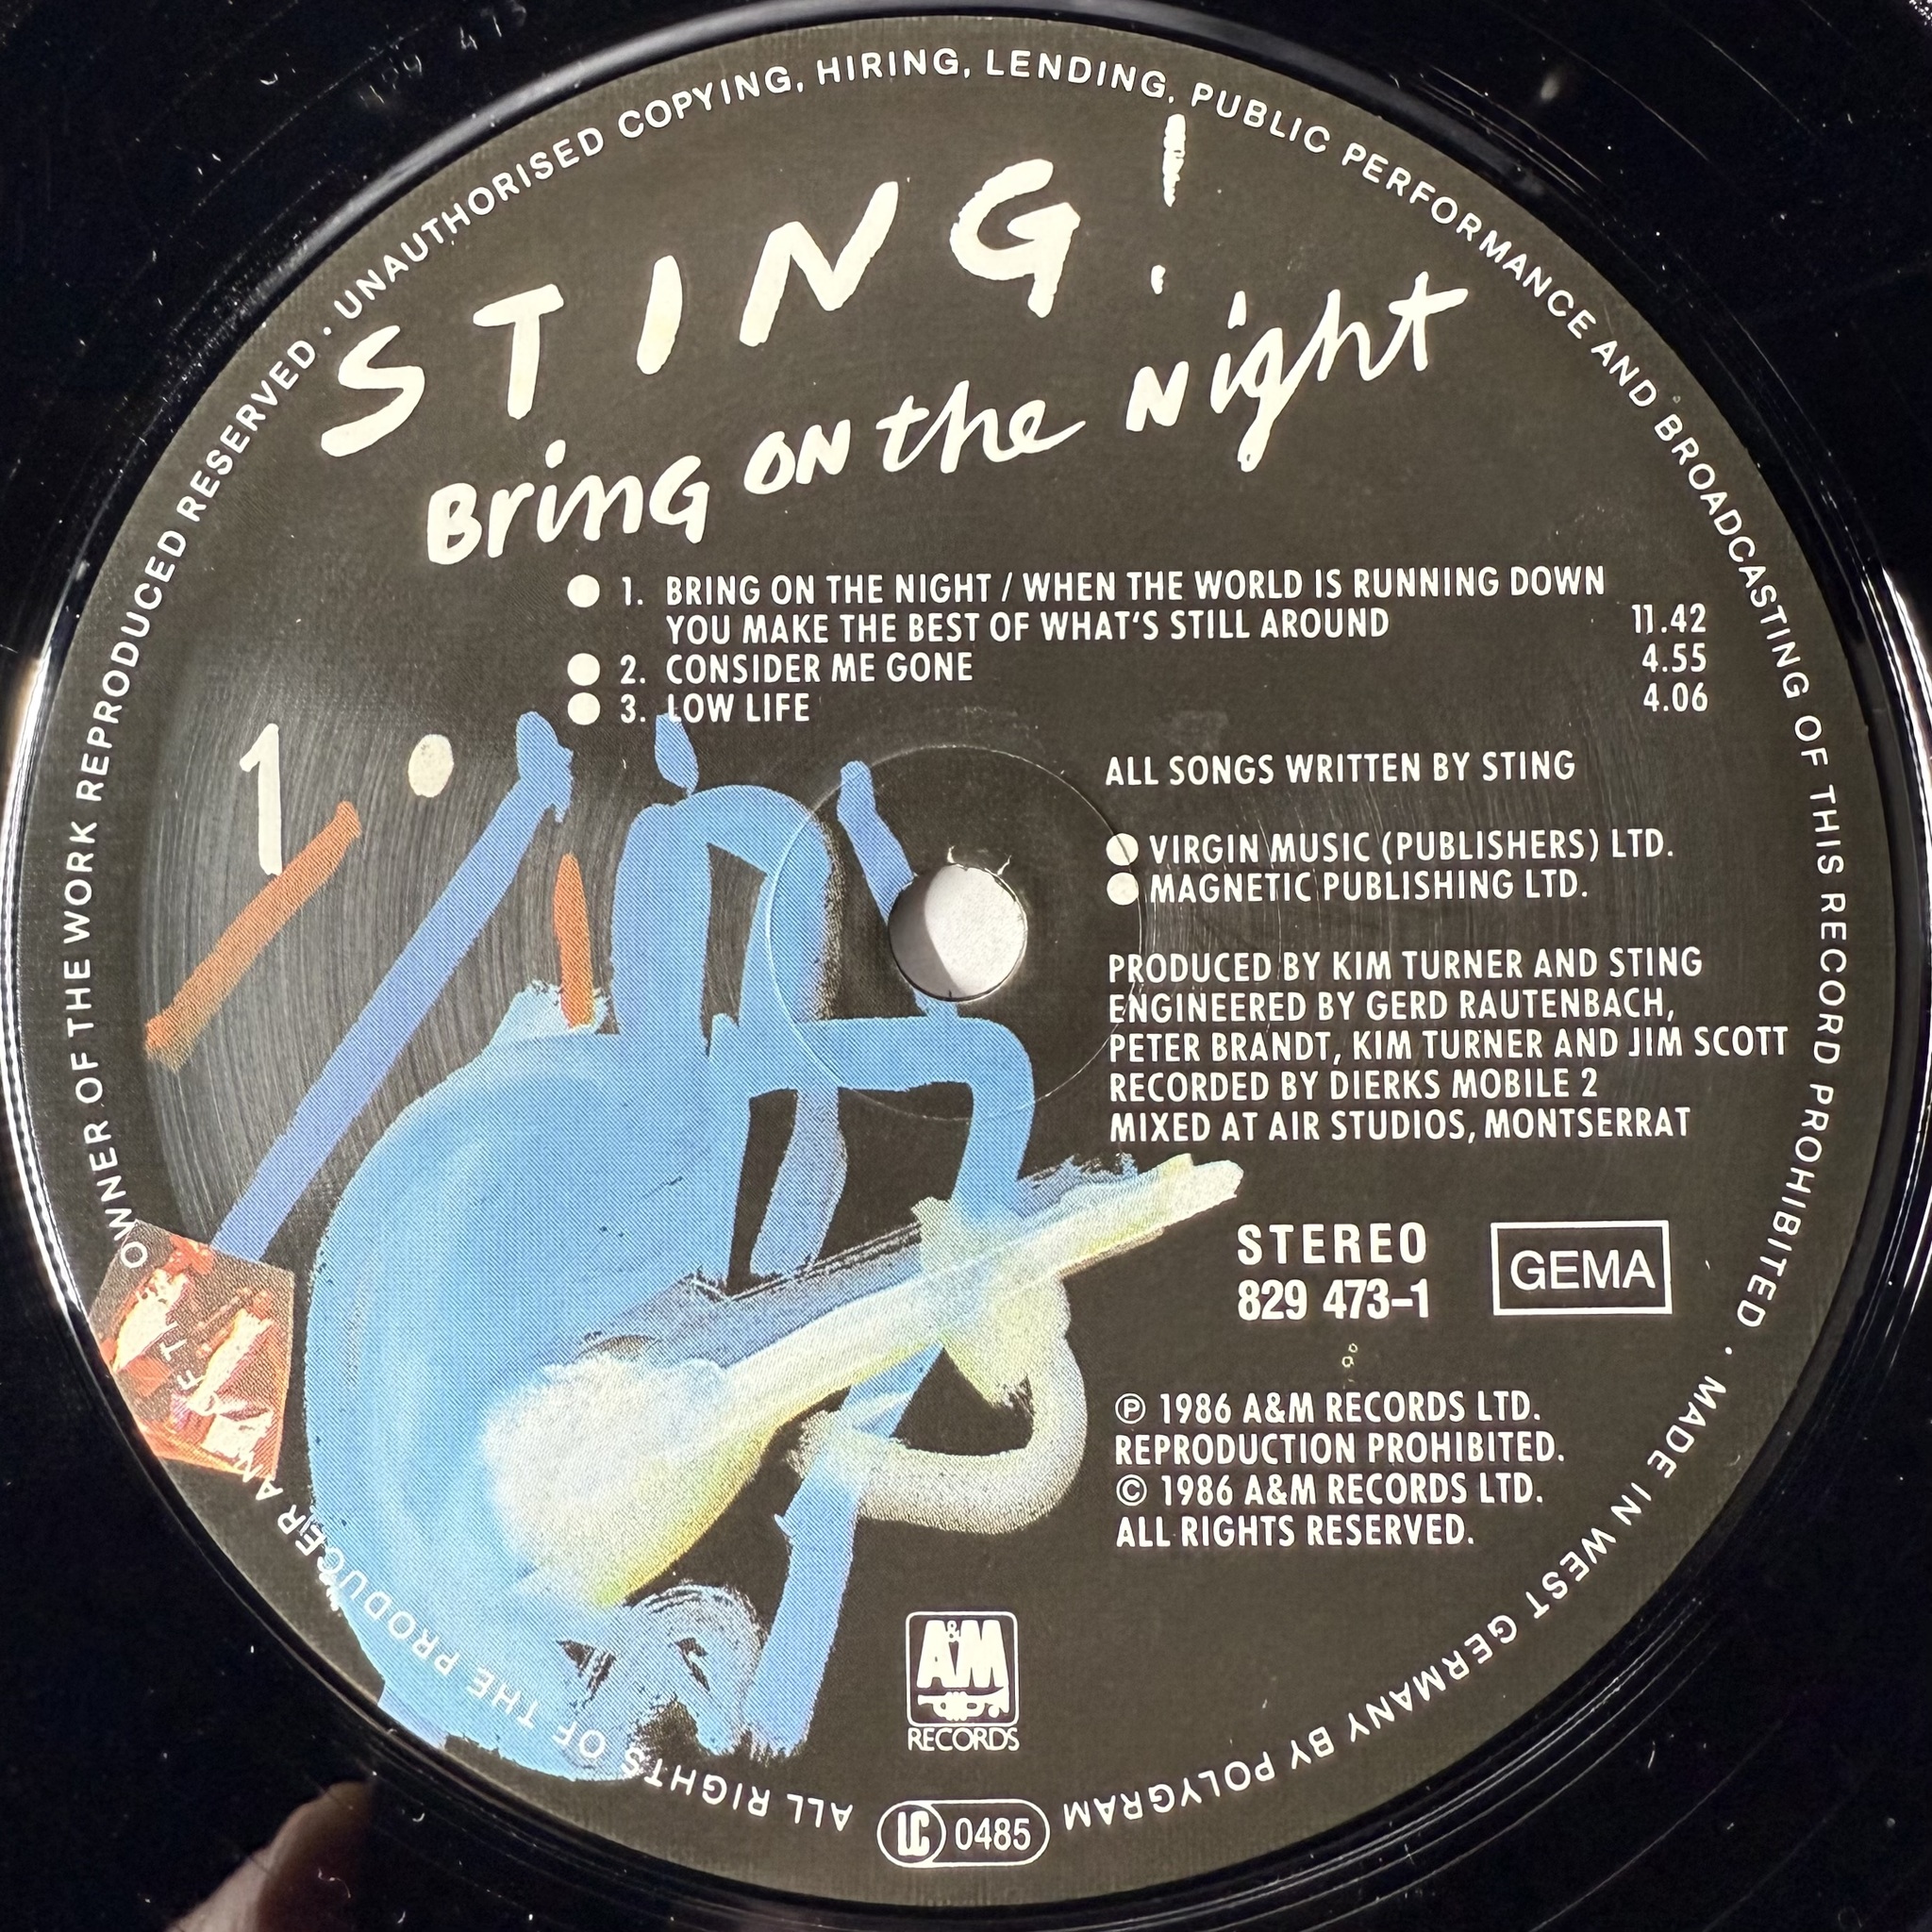 UNAUTHORISED COPYING, HIRING, LENDING, PUBLIC PERFORMANCE AND BROADCASTING OF THIS RECORD PROHIBITED · MADE IN WEST GERMANY BY POLYGRAM
STING!
Bring on the Night
1. BRING ON THE NIGHT / WHEN THE WORLD IS RUNNING DOWN
YOU MAKE THE BEST OF WHAT'S STILL AROUND 11.42
2. CONSIDER ME GONE 4.55
3. LOW LIFE 4.06
1
ALL SONGS WRITTEN BY STING
VIRGIN MUSIC (PUBLISHERS) LTD.
MAGNETIC PUBLISHING LTD.
PRODUCED BY KIM TURNER AND STING
ENGINEERED BY GERD RAUTENBACH,
PETER BRANDT, KIM TURNER AND JIM SCOTT
RECORDED BY DIERKS MOBILE 2
MIXED AT AIR STUDIOS, MONTSERRAT
STEREO
829 473-1
GEMA
℗ 1986 A&M RECORDS LTD.
REPRODUCTION PROHIBITED.
© 1986 A&M RECORDS LTD.
ALL RIGHTS RESERVED.
A&M
RECORDS
LC 0485
ALL RIGHTS OF THE PRODUCER OWNER OF THE WORK REPRODUCED RESERVED ·